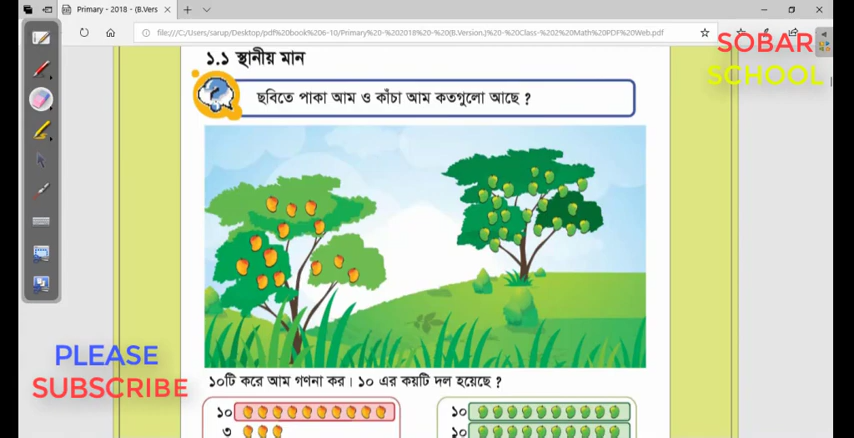 Primary - 2018 - (B.Vers
file:///C:/Users/sarup/Desktop/pdf%20book%206-10/Primary%20-%202018%20-%20(B.Version.)%20-%20Class-%202%20Math%20PDF%20Web.pdf
SOBAR
SCHOOL
১.১ স্থানীয় মান
?
ছবিতে পাকা আম ও কাঁচা আম কতগুলো আছে ?
PLEASE
SUBSCRIBE
১০টি করে আম গণনা কর। ১০ এর কয়টি দল হয়েছে ?
১০
৩
১০
১০